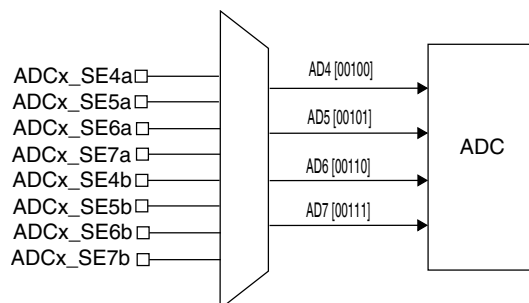 ADCx_SE4a
ADCx_SE5a
ADCx_SE6a
ADCx_SE7a
ADCx_SE4b
ADCx_SE5b
ADCx_SE6b
ADCx_SE7b
AD4 [00100]
AD5 [00101]
AD6 [00110]
AD7 [00111]
ADC